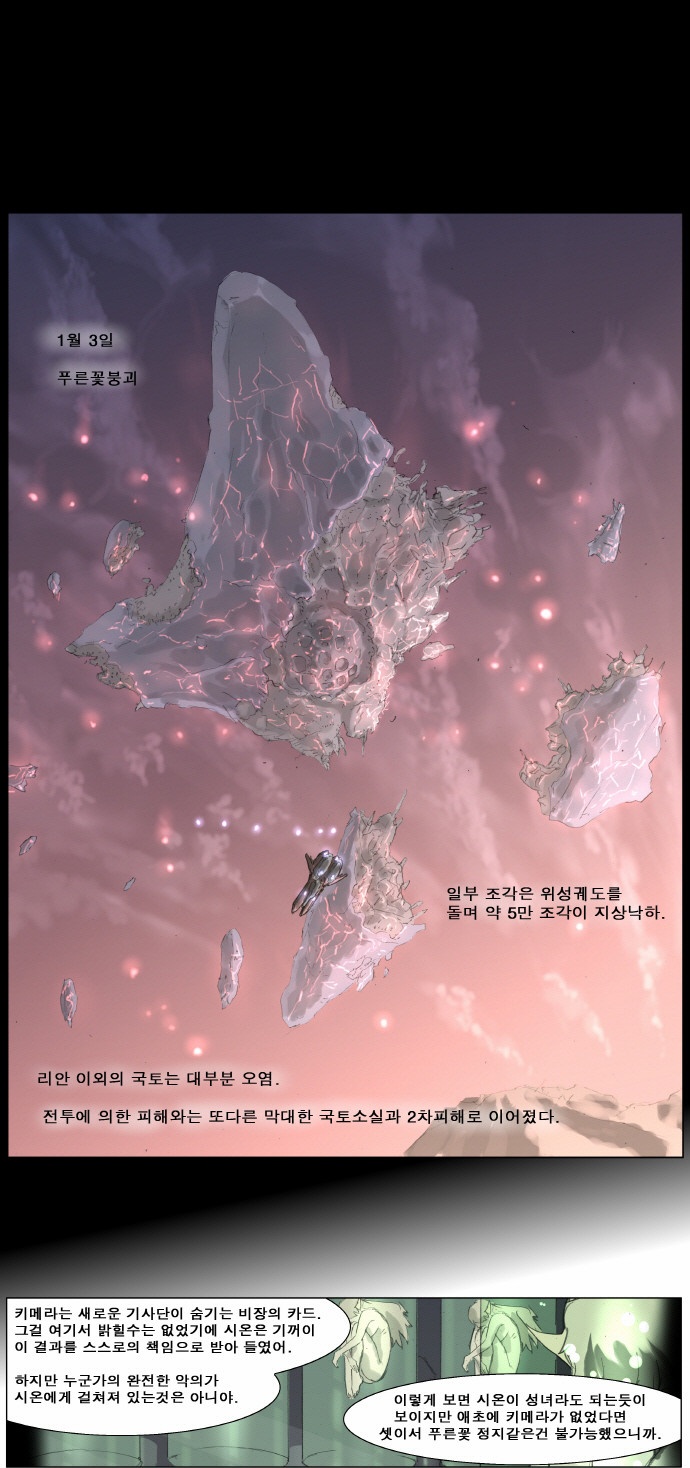 1월 3일
푸른꽃붕괴
일부 조각은 위성궤도를
돌며 약 5만 조각이 지상낙하.
리안 이외의 국토는 대부분 오염.
전투에 의한 피해와는 또다른 막대한 국토소실과 2차피해로 이어졌다.
키메라는 새로운 기사단이 숨기는 비장의 카드.
그걸 여기서 밝힐수는 없었기에 시온은 기꺼이
이 결과를 스스로의 책임으로 받아 들였어.
하지만 누군가의 완전한 악의가
시온에게 걸쳐져 있는것은 아니야.
이렇게 보면 시온이 성녀라도 되는듯이
보이지만 애초에 키메라가 없었다면
셋이서 푸른꽃 정지같은건 불가능했으니까.